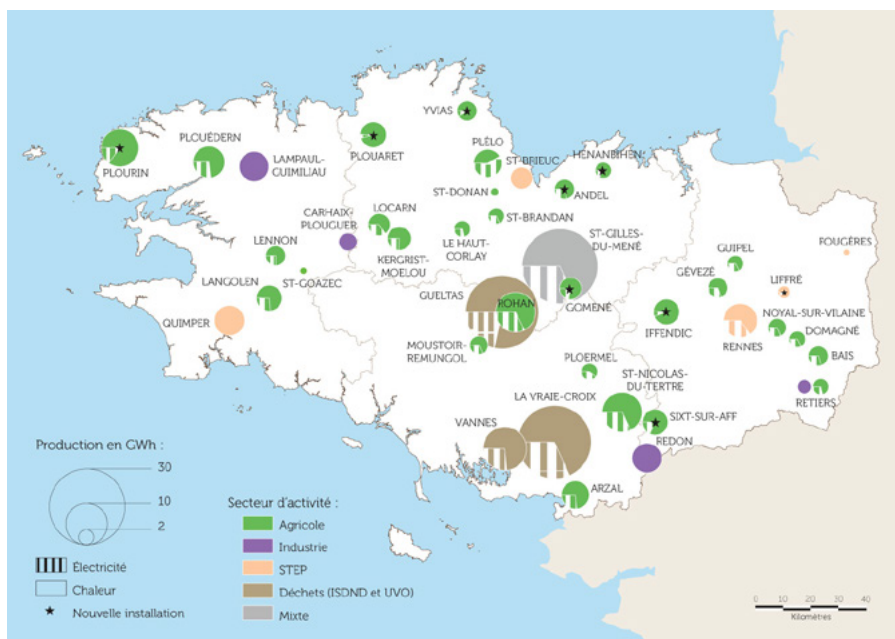 YVIAS
PLOUÉDERN
PLOURIN
LAMPAUL-
GUIMILIAU
PLOUARET
PLÉLO
ST-BRIEUC
HÉNANBIHEN
ST-DONAN
ANDEL
CARHAIX-
PLOUGUER
LOCARN
ST-BRANDAN
LE HAUT-
CORLAY
KERGRIST-
MOELOU
ST-GILLES-
DU-MENÉ
LENNON
ST-GOAZEC
LANGOLEN
QUIMPER
GUELTAS
ROHAN
GOMENÉ
MOUSTOIR-
REMUNGOL
GUIPEL
FOUGÈRES
GÉVEZÉ
LIFFRÉ
IFFENDIC
RENNES
NOYAL-SUR-VILAINE
DOMAGNÉ
BAIS
RETIERS
PLOERMEL
ST-NICOLAS-
DU-TERTRE
LA VRAIE-CROIX
SIXT-SUR-AFF
VANNES
REDON
ARZAL
Production en GWh :
30
10
2
Électricité
Chaleur
Nouvelle installation
Secteur d'activité :
Agricole
Industrie
STEP
Déchets (ISDND et UVO)
Mixte
0 10 20 30 40
Kilomètres